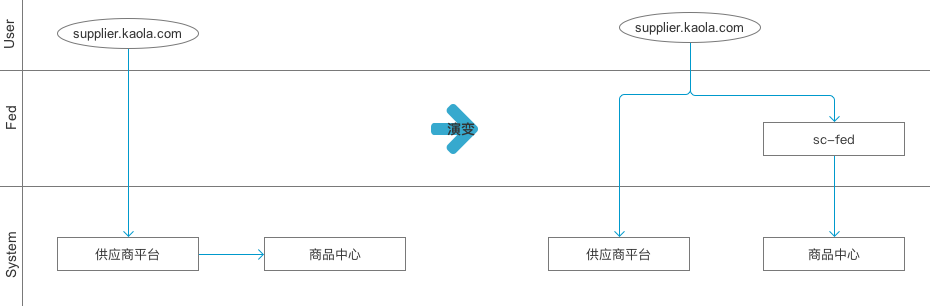 User
supplier.kaola.com
supplier.kaola.com
Fed
演变
sc-fed
System
供应商平台
商品中心
供应商平台
商品中心